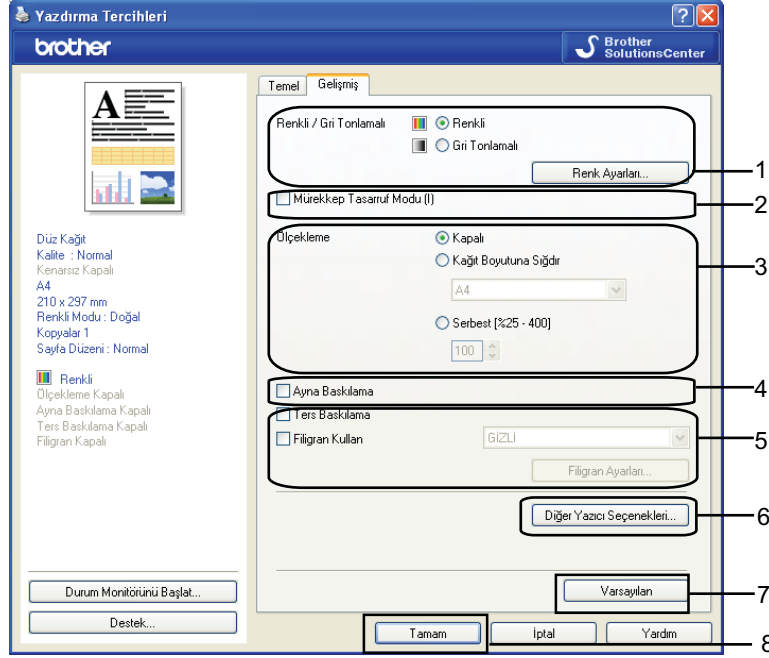 Yazdırma Tercihleri
brother
Brother
SolutionsCenter
A
Düz Kağıt
Kalite : Normal
Kenarsız Kapalı
A4
210 x 297 mm
Renkli Modu : Doğal
Kopyalar 1
Sayfa Düzeni : Normal
Renkli
Ölçekleme Kapalı
Ayna Baskılama Kapalı
Ters Baskılama Kapalı
Filigran Kapalı
Durum Monitörünü Başlat...
Destek...
Temel Gelişmiş
Renkli / Gri Tonlamalı Renkli
Gri Tonlamalı
Renk Ayarları... 1
Mürekkep Tasarruf Modu (I) 2
Ölçekleme Kapalı
Kağıt Boyutuna Sığdır 3
A4
Serbest [%25 - 400]
100
Ayna Baskılama 4
Ters Baskılama
Filigran Kullan GİZLİ 5
Filigran Ayarları...
Diğer Yazıcı Seçenekleri... 6
Varsayılan 7
Tamam İptal Yardım 8